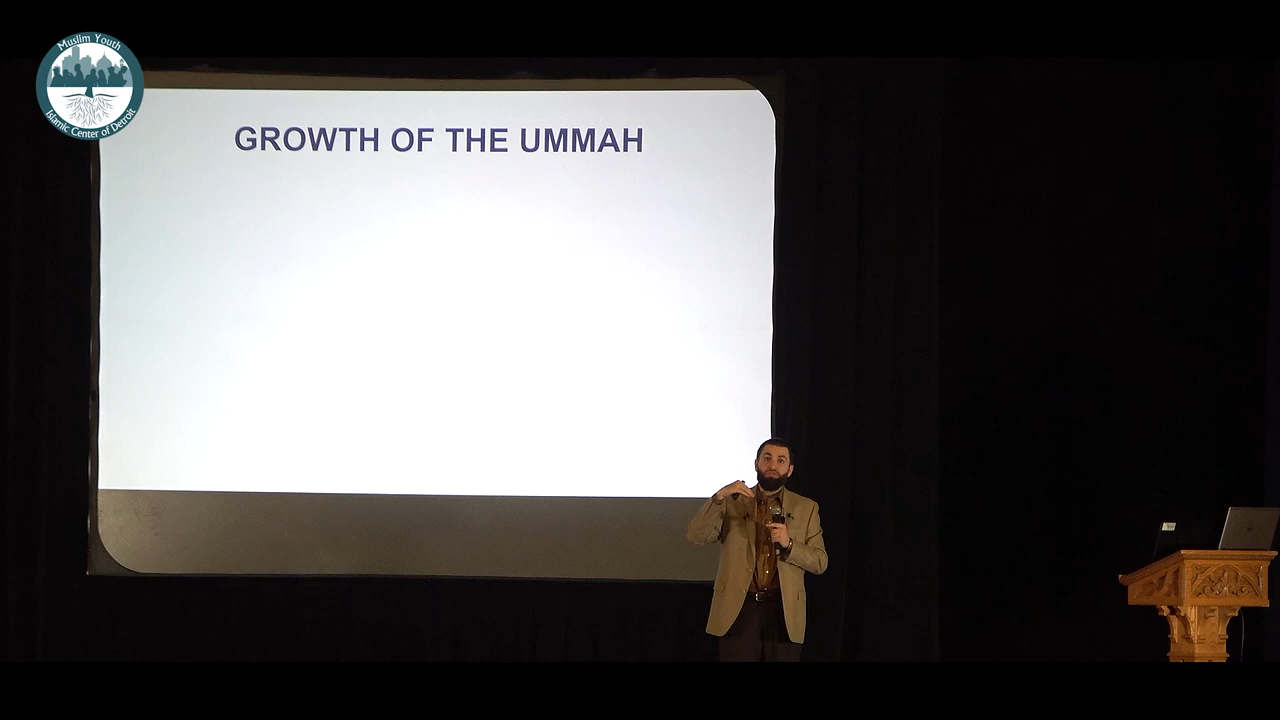 Muslim Youth
Islamic Center of Detroit
GROWTH OF THE UMMAH